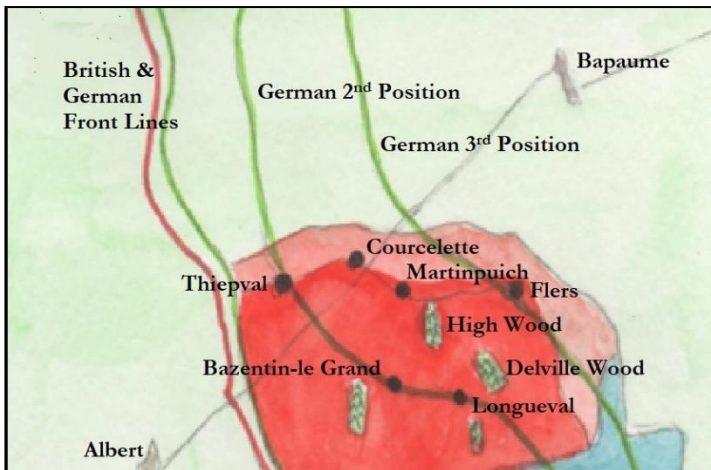 British &
German
Front Lines
German 2nd Position
Bapaume
German 3rd Position
Courcelette
Martinpuich
Thiepval
Flers
High Wood
Bazentin-le Grand
Delville Wood
Longueval
Albert